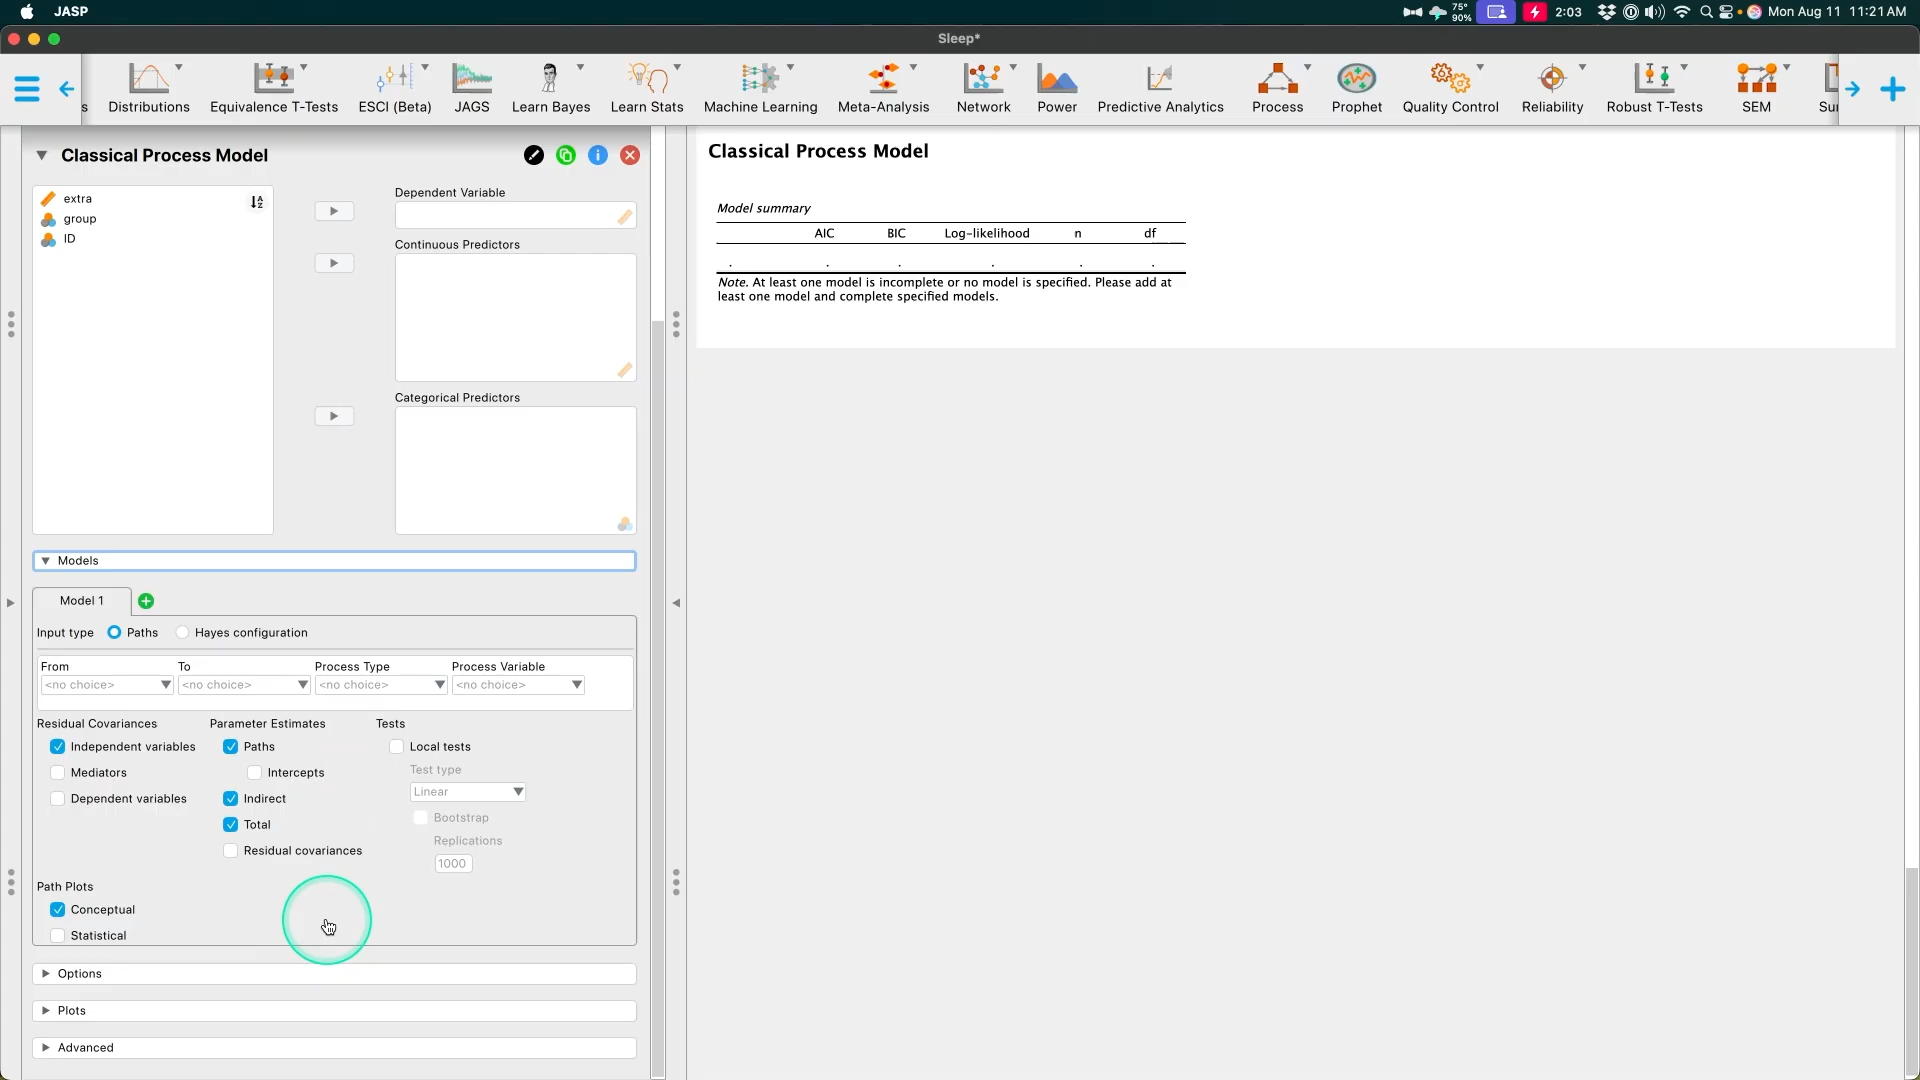 JASP
75°
90%
2:03
Mon Aug 11 11:21 AM
Sleep*
s
Distributions
Equivalence T-Tests
ESCI (Beta)
JAGS
Learn Bayes
Learn Stats
Machine Learning
Meta-Analysis
Network
Power
Predictive Analytics
Process
Prophet
Quality Control
Reliability
Robust T-Tests
SEM
Sur
Classical Process Model
extra
group
ID
Dependent Variable
Continuous Predictors
Categorical Predictors
Models
Model 1
Input type Paths Hayes configuration
From To Process Type Process Variable
<no choice> <no choice> <no choice> <no choice>
Residual Covariances Parameter Estimates Tests
Independent variables Paths Local tests
Test type
Mediators Intercepts
Linear
Dependent variables Indirect
Bootstrap
Total
Replications
Residual covariances
1000
Path Plots
Conceptual
Statistical
Options
Plots
Advanced
Classical Process Model
Model summary
AIC BIC Log-likelihood n df
. . . . . .
Note. At least one model is incomplete or no model is specified. Please add at
least one model and complete specified models.